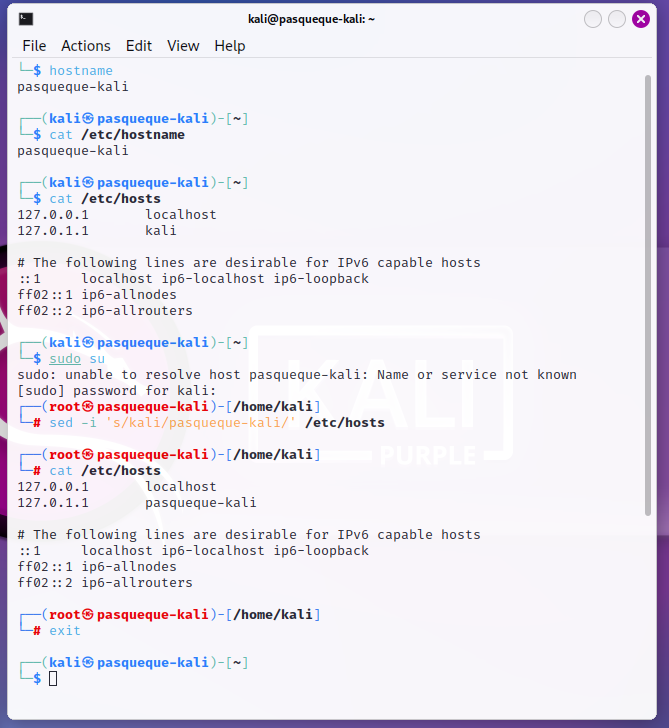 kali@pasqueque-kali: ~
File Actions Edit View Help
└─$ hostname
pasqueque-kali
┌──(kali㉿pasqueque-kali)-[~]
└─$ cat /etc/hostname
pasqueque-kali
┌──(kali㉿pasqueque-kali)-[~]
└─$ cat /etc/hosts
127.0.0.1       localhost
127.0.1.1       kali
# The following lines are desirable for IPv6 capable hosts
::1     localhost ip6-localhost ip6-loopback
ff02::1 ip6-allnodes
ff02::2 ip6-allrouters
┌──(kali㉿pasqueque-kali)-[~]
└─$ sudo su
sudo: unable to resolve host pasqueque-kali: Name or service not known
[sudo] password for kali:
┌──(root㉿pasqueque-kali)-[/home/kali]
└─# sed -i 's/kali/pasqueque-kali/' /etc/hosts
┌──(root㉿pasqueque-kali)-[/home/kali]
└─# cat /etc/hosts
127.0.0.1       localhost
127.0.1.1       pasqueque-kali
# The following lines are desirable for IPv6 capable hosts
::1     localhost ip6-localhost ip6-loopback
ff02::1 ip6-allnodes
ff02::2 ip6-allrouters
┌──(root㉿pasqueque-kali)-[/home/kali]
└─# exit
┌──(kali㉿pasqueque-kali)-[~]
└─$
KALI
PURPLE